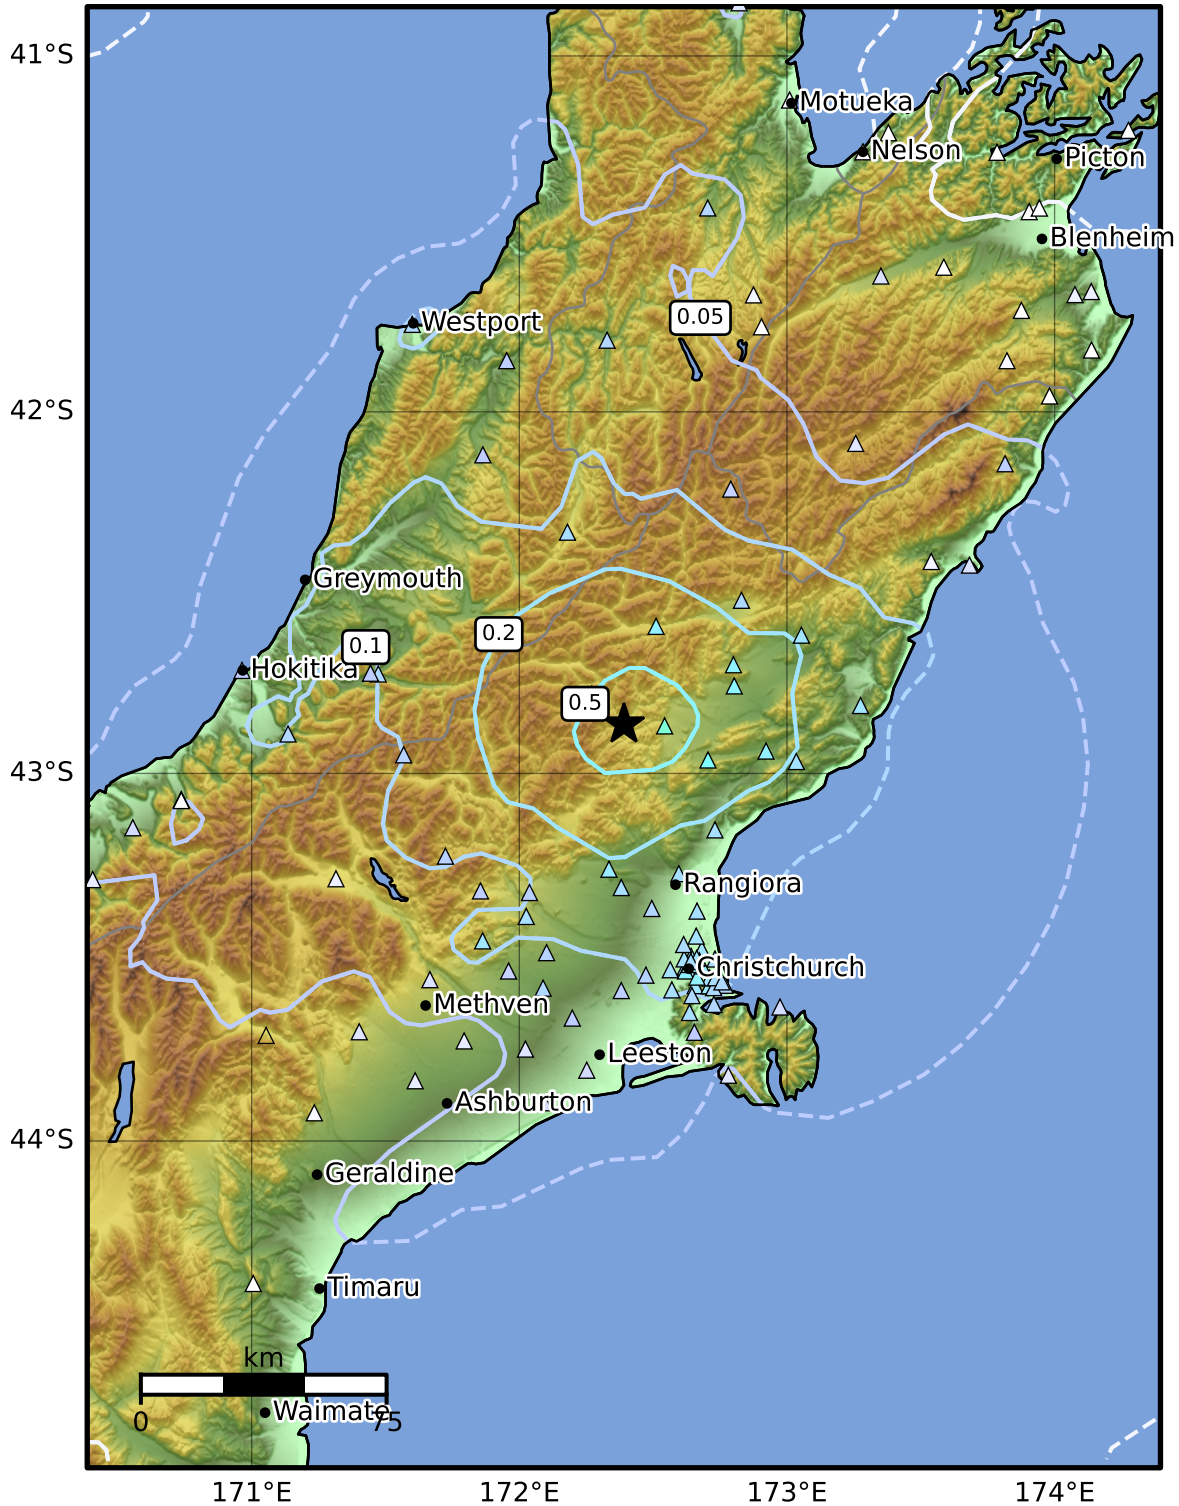 41°S
Motueka
Nelson
Picton
Blenheim
0.05
Westport
42°S
Greymouth
0.1
0.2
Hokitika
0.5
43°S
Rangiora
Christchurch
Methven
Leeston
Ashburton
44°S
Geraldine
Timaru
km
Waimate
0 75
171°E 172°E 173°E 174°E